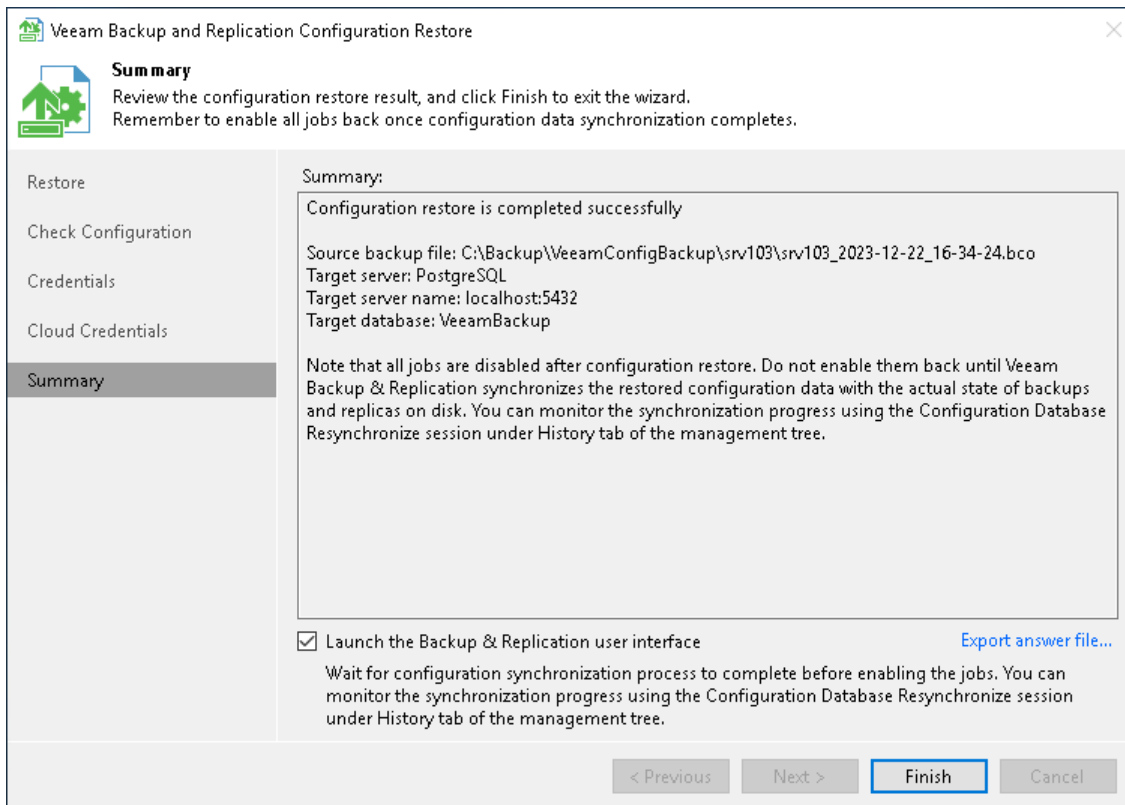 Veeam Backup and Replication Configuration Restore
Summary
Review the configuration restore result, and click Finish to exit the wizard.
Remember to enable all jobs back once configuration data synchronization completes.
Restore
Check Configuration
Credentials
Cloud Credentials
Summary
Summary:
Configuration restore is completed successfully
Source backup file: C:\Backup\VeeamConfigBackup\srv103\srv103_2023-12-22_16-34-24.bco
Target server: PostgreSQL
Target server name: localhost:5432
Target database: VeeamBackup
Note that all jobs are disabled after configuration restore. Do not enable them back until Veeam
Backup & Replication synchronizes the restored configuration data with the actual state of backups
and replicas on disk. You can monitor the synchronization progress using the Configuration Database
Resynchronize session under History tab of the management tree.
Launch the Backup & Replication user interface
Export answer file...
Wait for configuration synchronization process to complete before enabling the jobs. You can
monitor the synchronization progress using the Configuration Database Resynchronize session
under History tab of the management tree.
< Previous
Next >
Finish
Cancel